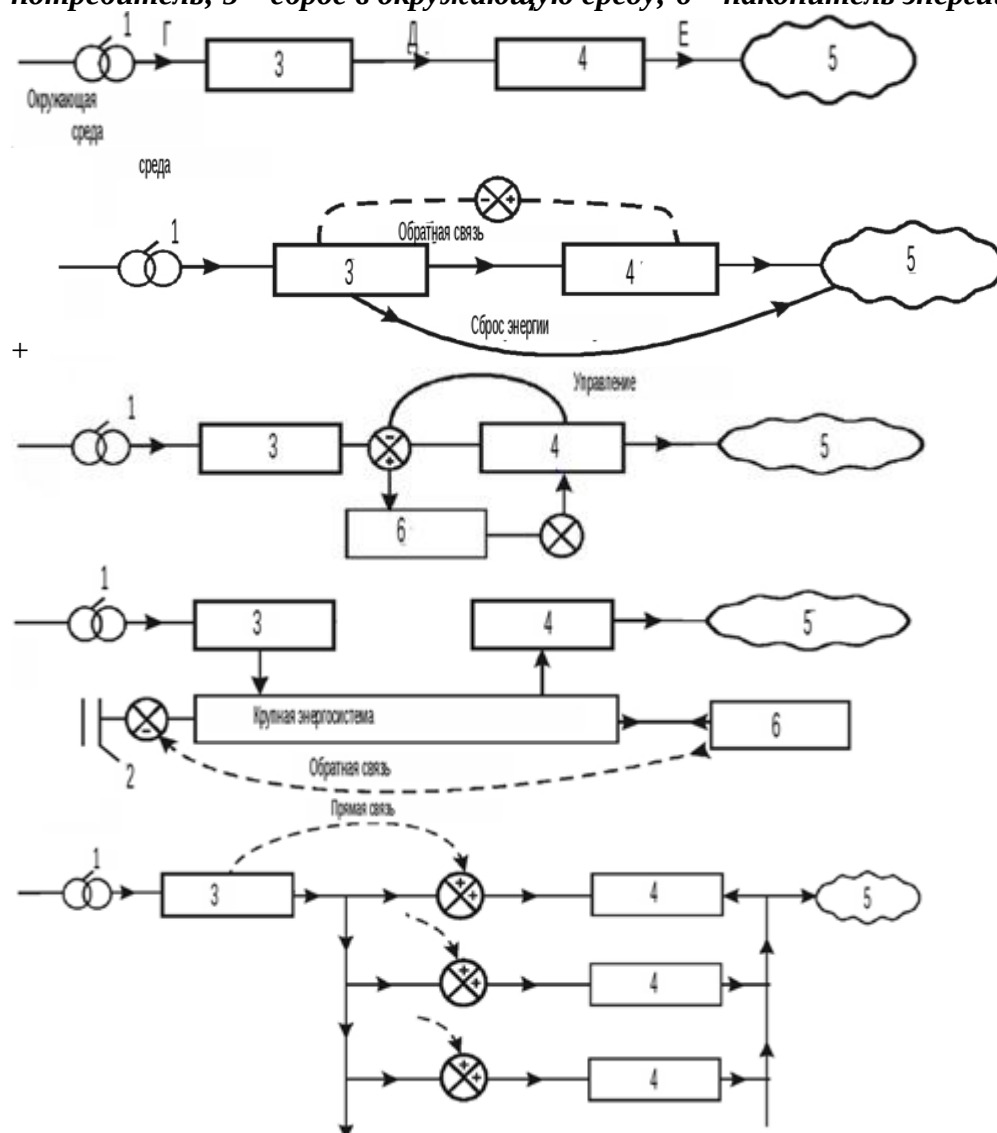 потребитель; 5 – сброс в окружающую среду; 6 – накопитель энергии
1 Г 3 Д 4 Е 5
Окружающая
среда
среда
1 3 Обратная связь 4 5
Сброс энергии
+
Управление
1 3 4 5
6
1 3 4 5
Крупная энергосистема 6
2 Обратная связь
Прямая связь
1 3 4 5
4
4